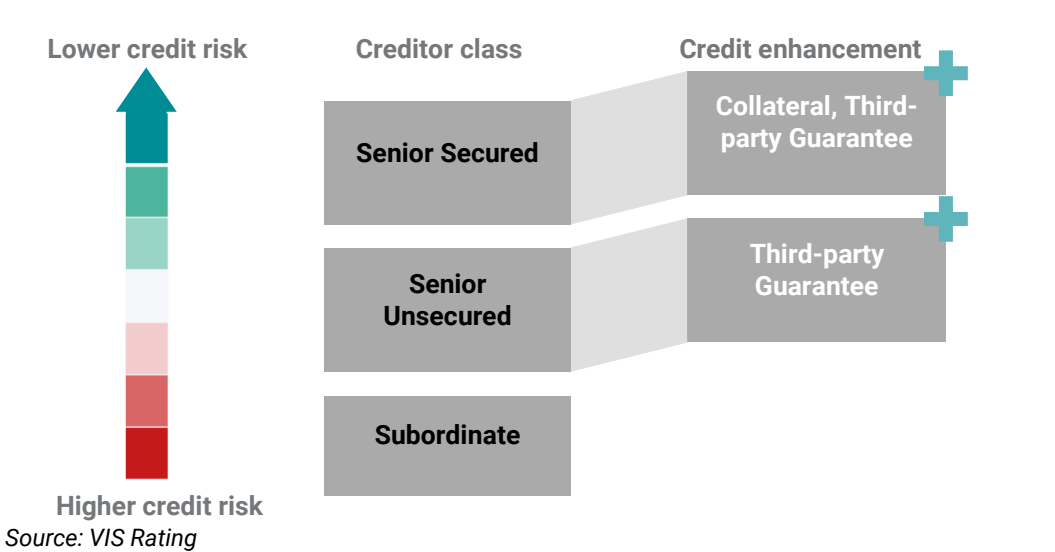 Lower credit risk
Creditor class
Credit enhancement
Senior Secured
Collateral, Third-
party Guarantee
Senior
Unsecured
Third-party
Guarantee
Subordinate
Higher credit risk
Source: VIS Rating